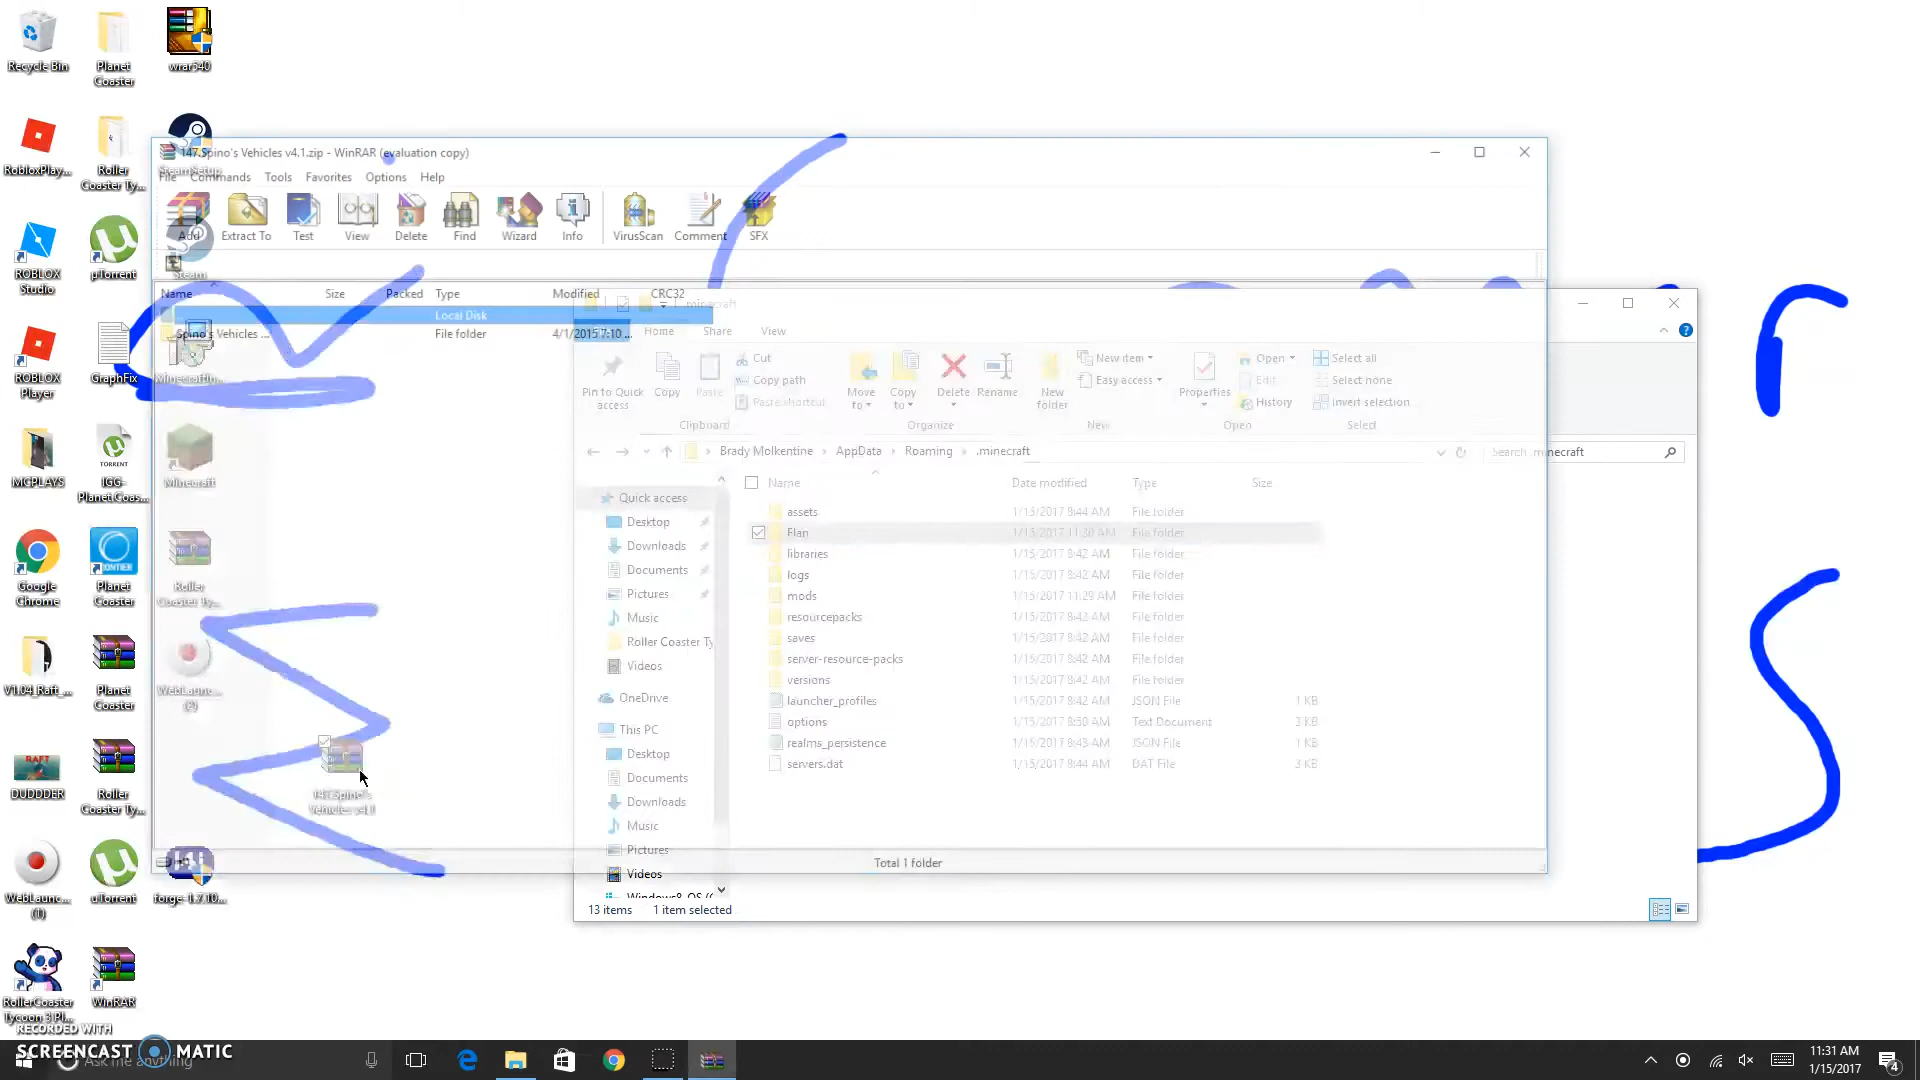 Recycle Bin
Planet Coaster
wrar540
RobloxPlay...
Roller Coaster Ty...
SteamSetup
ROBLOX Studio
µTorrent
Steam
ROBLOX Player
GraphFix
MCPLAYS
IGG-Planet.Coas...
Minecraft
Google Chrome
Planet Coaster
Roller Coaster Ty...
V1.04_Raft_...
Planet Coaster
WebLaunc... (2)
RAFT
DUDDDER
Roller Coaster Ty...
147.Spino's Vehicles v4.1
WebLaunc... (1)
uTorrent
forge-1.7.10...
RollerCoaster Tycoon 3 Pl...
WinRAR
147.Spino's Vehicles v4.1.zip - WinRAR (evaluation copy)
File Commands Tools Favorites Options Help
Add Extract To Test View Delete Find Wizard Info VirusScan Comment SFX
Name Size Packed Type Modified CRC32
Local Disk
Spino's Vehicles ... File folder 4/1/2015 7:10 ...
Total 1 folder
.minecraft
Home Share View
Pin to Quick access
Copy
Paste
Cut
Copy path
Paste shortcut
Move to
Copy to
Delete
Rename
New folder
New item
Easy access
Properties
Open
Edit
History
Select all
Select none
Invert selection
Clipboard Organize New Open Select
Brady Molkentine AppData Roaming .minecraft
Search .minecraft
Quick access
Desktop
Downloads
Documents
Pictures
Music
Roller Coaster Ty
Videos
OneDrive
This PC
Desktop
Documents
Downloads
Music
Pictures
Videos
Windows8_OS (C
Name Date modified Type Size
assets 1/15/2017 8:44 AM File folder
Flan 1/15/2017 11:30 AM File folder
libraries 1/15/2017 8:42 AM File folder
logs 1/15/2017 8:42 AM File folder
mods 1/15/2017 11:29 AM File folder
resourcepacks 1/15/2017 8:42 AM File folder
saves 1/15/2017 8:42 AM File folder
server-resource-packs 1/15/2017 8:42 AM File folder
versions 1/15/2017 8:42 AM File folder
launcher_profiles 1/15/2017 8:42 AM JSON File 1 KB
options 1/15/2017 8:50 AM Text Document 3 KB
realms_persistence 1/15/2017 8:43 AM JSON File 1 KB
servers.dat 1/15/2017 8:44 AM DAT File 3 KB
13 items 1 item selected
RECORDED WITH
SCREENCAST MATIC
Ask me anything
11:31 AM
1/15/2017
4